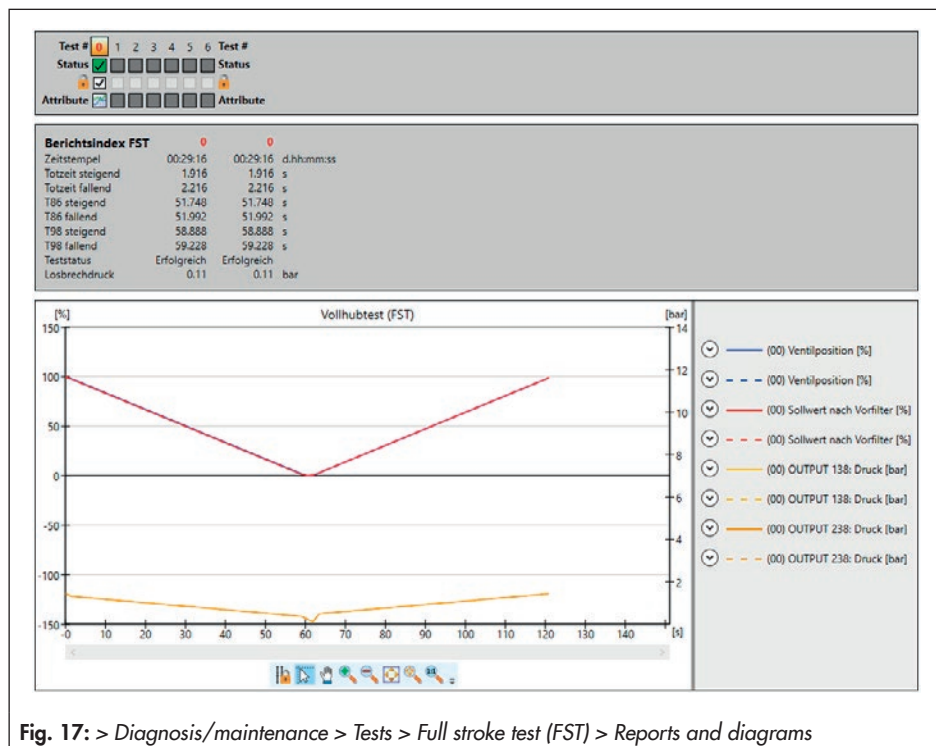 Test # 0 1 2 3 4 5 6 Test #
Status Status
Attribute Attribute
Berichtsindex FST 0 0
Zeitstempel 00:29:16 00:29:16 d.hh:mm:ss
Totzeit steigend 1.916 1.916 s
Totzeit fallend 2.216 2.216 s
T86 steigend 51.748 51.748 s
T86 fallend 51.992 51.992 s
T98 steigend 58.888 58.888 s
T98 fallend 59.228 59.228 s
Teststatus Erfolgreich Erfolgreich
Losbrechdruck 0.11 0.11 bar
[%] Vollhubtest (FST) [bar]
150 14
100 12
50 10
0 8
-50 6
-100 4
-150 2
-0 10 20 30 40 50 60 70 80 90 100 110 120 130 140 [s]
(00) Ventilposition [%]
(00) Ventilposition [%]
(00) Sollwert nach Vorfilter [%]
(00) Sollwert nach Vorfilter [%]
(00) OUTPUT 138: Druck [bar]
(00) OUTPUT 138: Druck [bar]
(00) OUTPUT 238: Druck [bar]
(00) OUTPUT 238: Druck [bar]
Fig. 17: > Diagnosis/maintenance > Tests > Full stroke test (FST) > Reports and diagrams